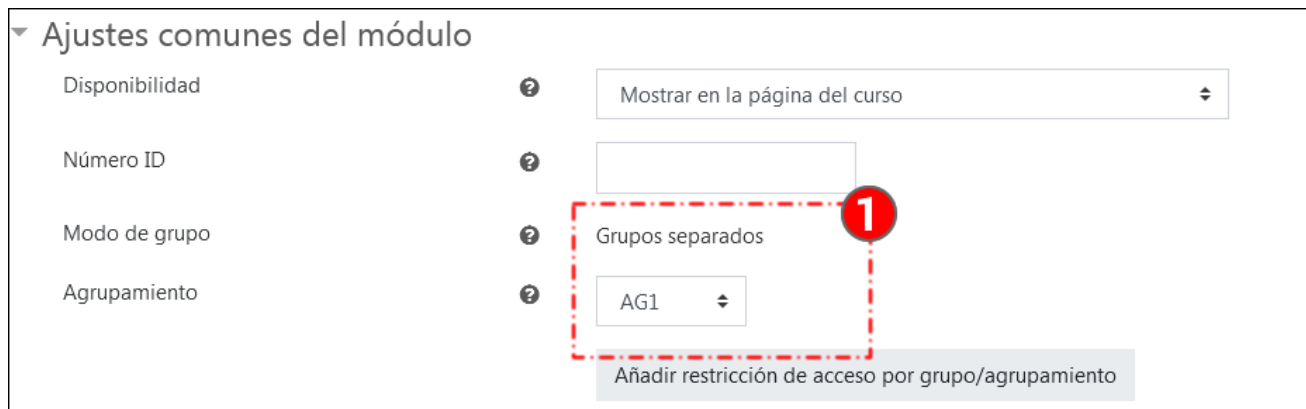 Ajustes comunes del módulo
Disponibilidad
Mostrar en la página del curso
Número ID
1
Modo de grupo
Grupos separados
Agrupamiento
AG1
Añadir restricción de acceso por grupo/agrupamiento